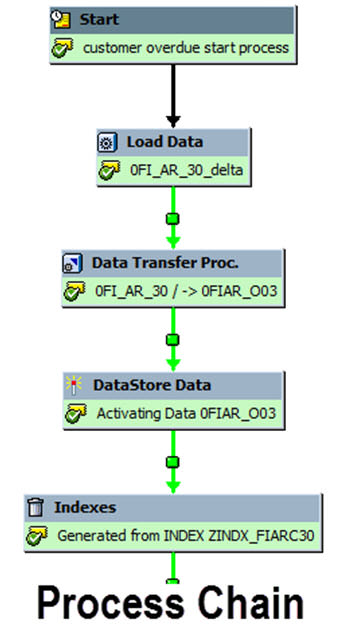 Start
customer overdue start process
Load Data
0FI_AR_30_delta
Data Transfer Proc.
0FI_AR_30 / -> 0FIAR_O03
DataStore Data
Activating Data 0FIAR_O03
Indexes
Generated from INDEX ZINDX_FIARC30
Process Chain